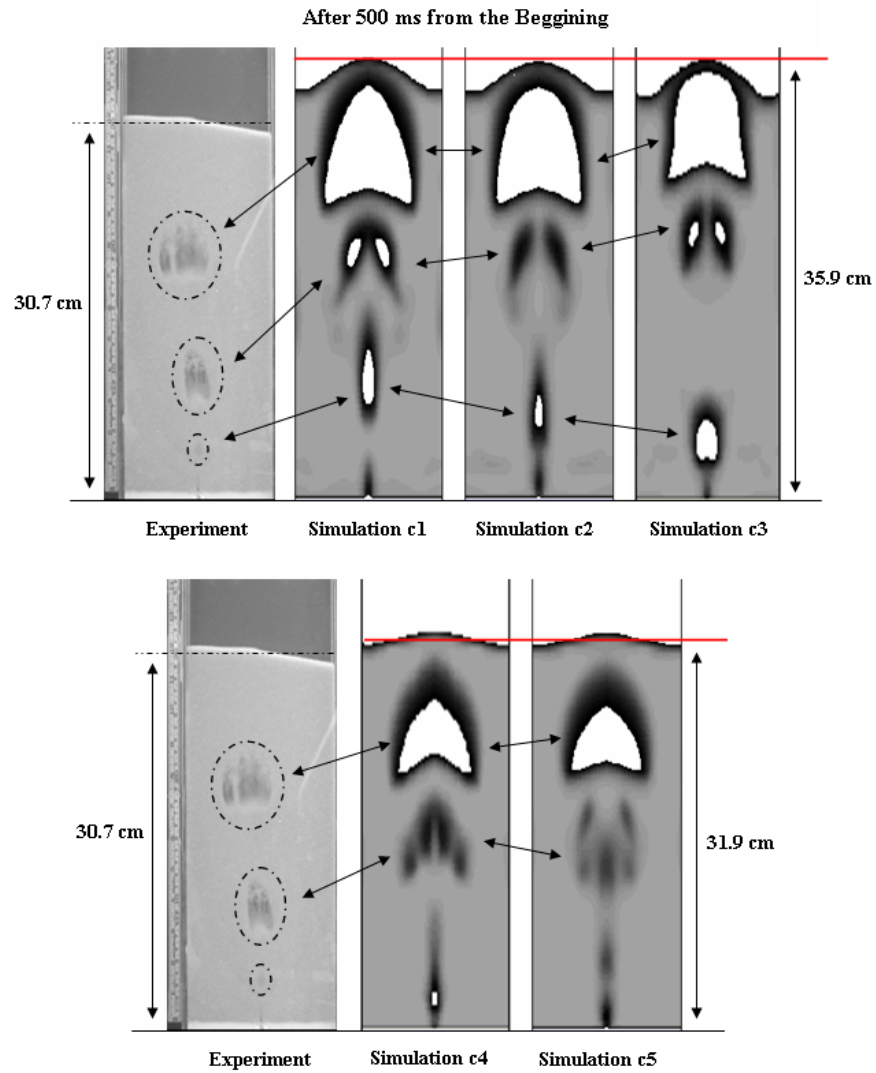 After 500 ms from the Beggining
30.7 cm
35.9 cm
Experiment Simulation c1 Simulation c2 Simulation c3
30.7 cm
31.9 cm
Experiment Simulation c4 Simulation c5